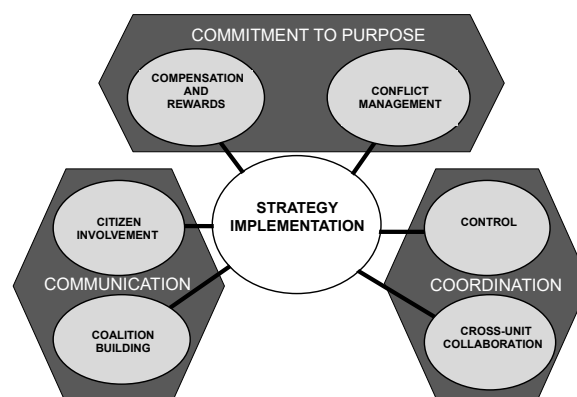 COMMITMENT TO PURPOSE
COMPENSATION
AND
REWARDS
CONFLICT
MANAGEMENT
STRATEGY
IMPLEMENTATION
CITIZEN
INVOLVEMENT
COMMUNICATION
COALITION
BUILDING
CONTROL
COORDINATION
CROSS-UNIT
COLLABORATION